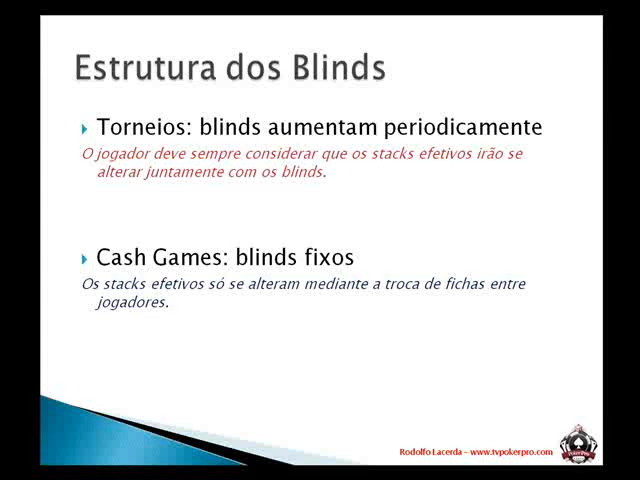 Estrutura dos Blinds
Torneios: blinds aumentam periodicamente
O jogador deve sempre considerar que os stacks efetivos irão se
alterar juntamente com os blinds.
Cash Games: blinds fixos
Os stacks efetivos só se alteram mediante a troca de fichas entre
jogadores.
Rodolfo Lacerda – www.tvpokerpro.com